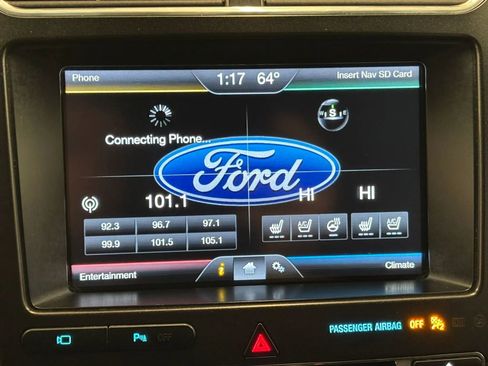 Phone
1:17 64°
Insert Nav SD Card
Connecting Phone...
S
Ford
101.1
HI
HI
92.3 96.7 97.1
99.9 101.5 105.1
A/C
A/C
Entertainment
i
Climate
P
OFF
PASSENGER AIRBAG OFF